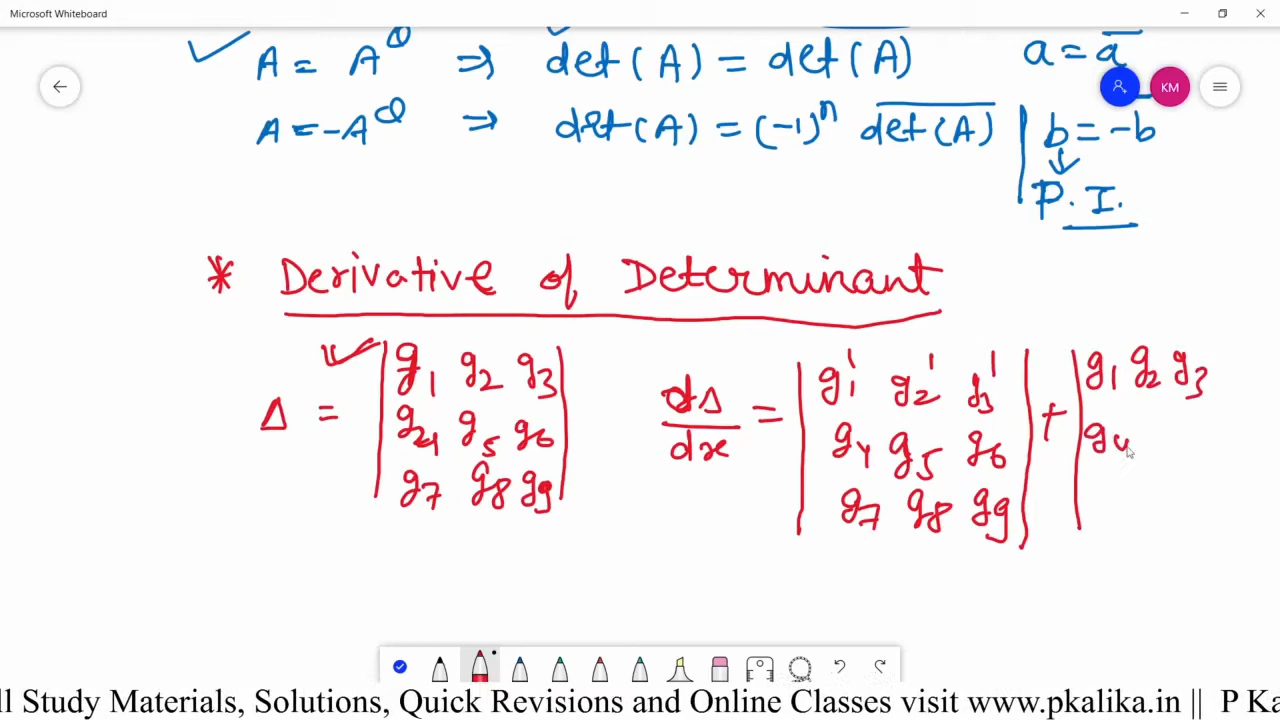 Microsoft Whiteboard
A = A^θ ⇒ det(A) = det(A) a = a̅
KM
A = -A^θ ⇒ det(A) = (-1)^n \overline{det(A)} b = -b
P. I.
* Derivative of Determinant
Δ = | g1 g2 g3 | dΔ/dx = | g1' g2' g3' | + | g1 g2 g3
| g4 g5 g6 | | g4 g5 g6 | | g4
| g7 g8 g9 | | g7 g8 g9 | |
ll Study Materials, Solutions, Quick Revisions and Online Classes visit www.pkalika.in || P Ka